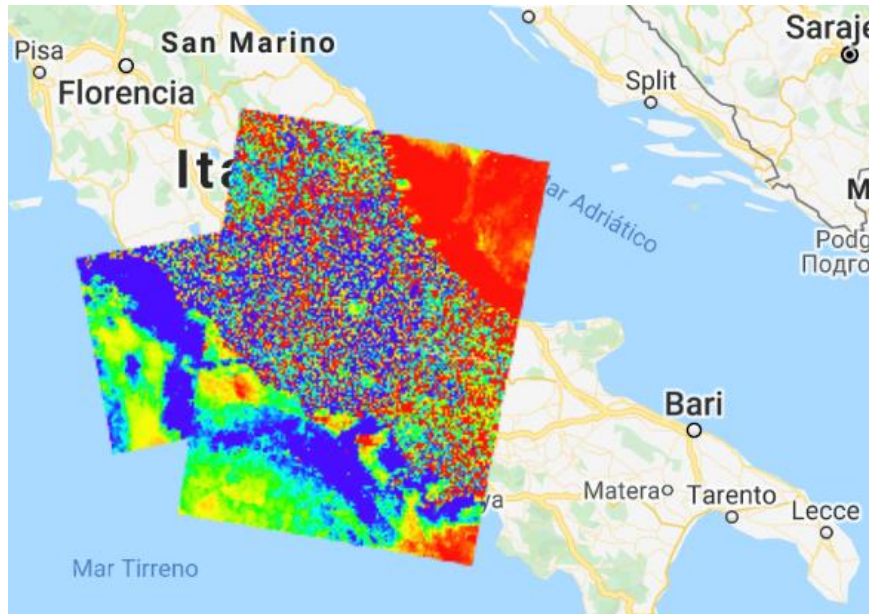 Saraje
San Marino
Pisa
Florencia
Split
Ita
M
Mar Adriático
Podg
Подго
Bari
ya
Matera
Tarento
Lecce
Mar Tirreno